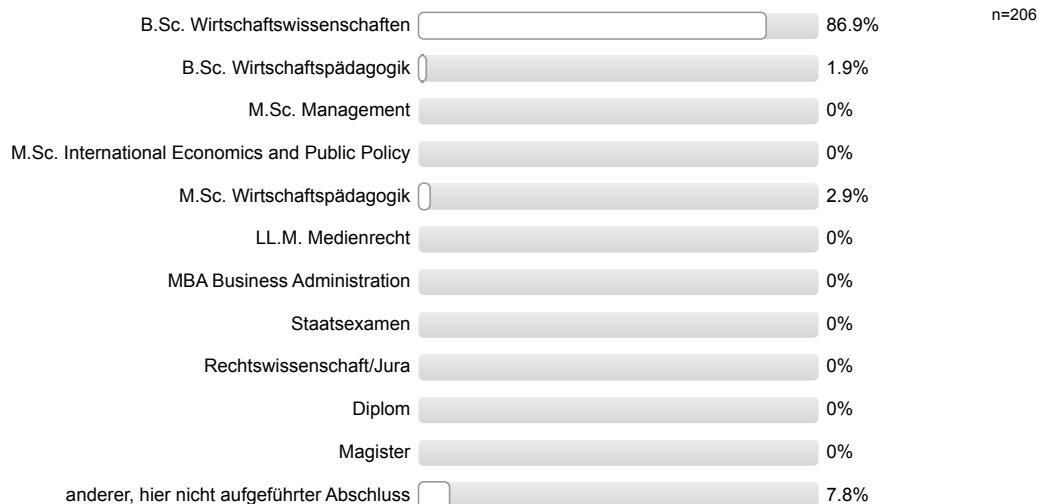 B.Sc. Wirtschaftswissenschaften 86.9% n=206
B.Sc. Wirtschaftspädagogik 1.9%
M.Sc. Management 0%
M.Sc. International Economics and Public Policy 0%
M.Sc. Wirtschaftspädagogik 2.9%
LL.M. Medienrecht 0%
MBA Business Administration 0%
Staatsexamen 0%
Rechtswissenschaft/Jura 0%
Diplom 0%
Magister 0%
anderer, hier nicht aufgeführter Abschluss 7.8%